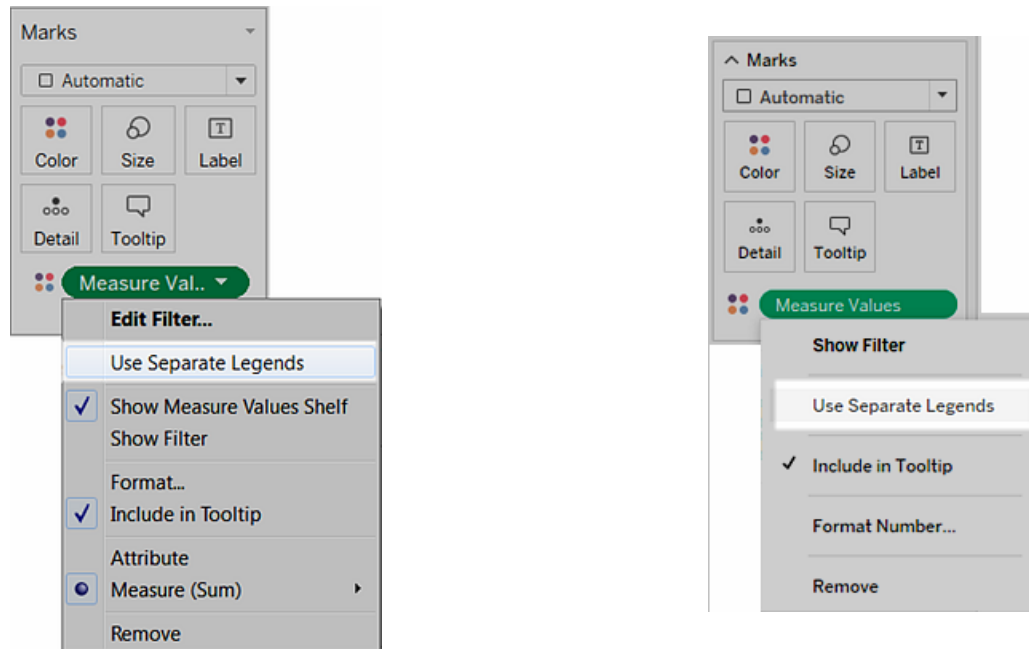 Marks
Automatic
Color Size Label
Detail Tooltip
Measure Val..
Edit Filter...
Use Separate Legends
Show Measure Values Shelf
Show Filter
Format...
Include in Tooltip
Attribute
Measure (Sum)
Remove
Marks
Automatic
Color Size Label
Detail Tooltip
Measure Values
Show Filter
Use Separate Legends
Include in Tooltip
Format Number...
Remove